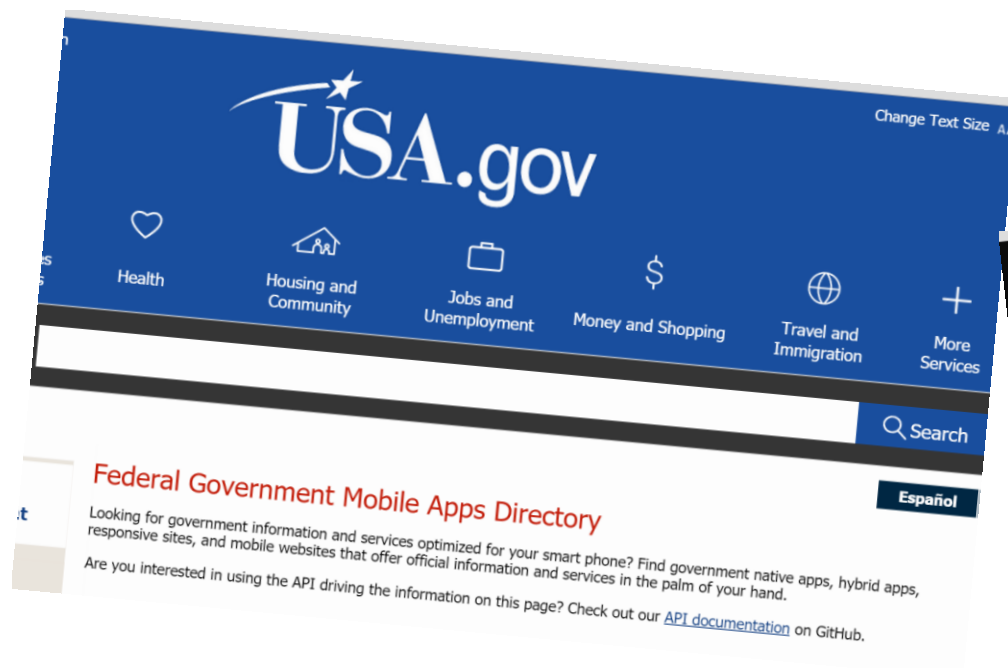 Change Text Size
USA.gov
Health
Housing and
Community
Jobs and
Unemployment
Money and Shopping
Travel and
Immigration
More
Services
Search
Español
Federal Government Mobile Apps Directory
Looking for government information and services optimized for your smart phone? Find government native apps, hybrid apps,
responsive sites, and mobile websites that offer official information and services in the palm of your hand.
Are you interested in using the API driving the information on this page? Check out our API documentation on GitHub.